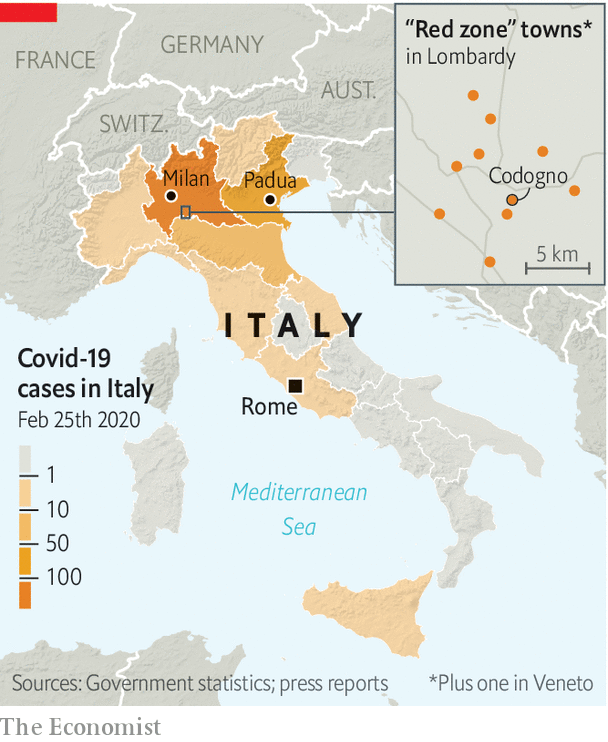 "Red zone" towns*
in Lombardy
Codogno
5 km
FRANCE
GERMANY
AUST.
SWITZ.
Milan
Padua
ITALY
Rome
Covid-19
cases in Italy
Feb 25th 2020
1
10
50
100
Mediterranean
Sea
Sources: Government statistics; press reports
*Plus one in Veneto
The Economist